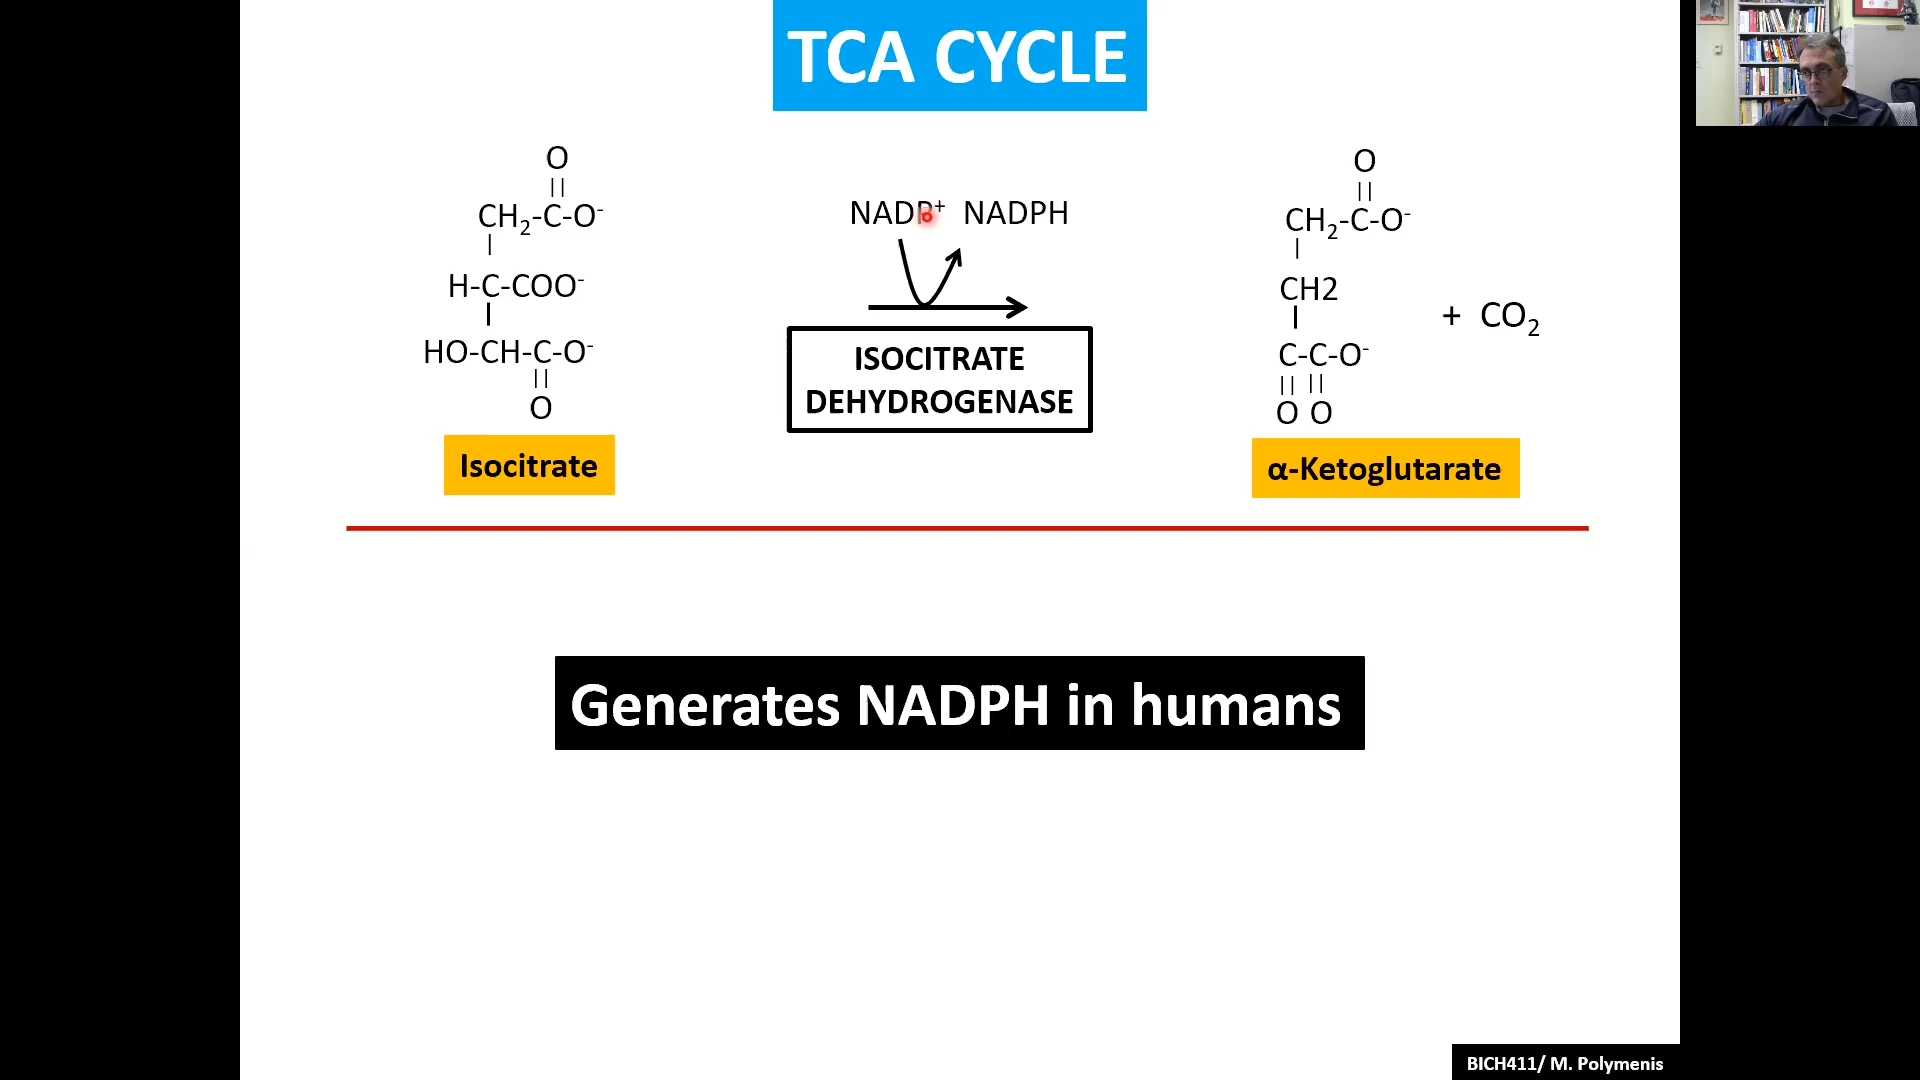 TCA CYCLE
O
||
CH2-C-O-
|
H-C-COO-
|
HO-CH-C-O-
||
O
Isocitrate
NADP+ NADPH
ISOCITRATE
DEHYDROGENASE
O
||
CH2-C-O-
|
CH2
|
C-C-O-
|| ||
O O
+ CO2
α-Ketoglutarate
Generates NADPH in humans
BICH411/ M. Polymenis